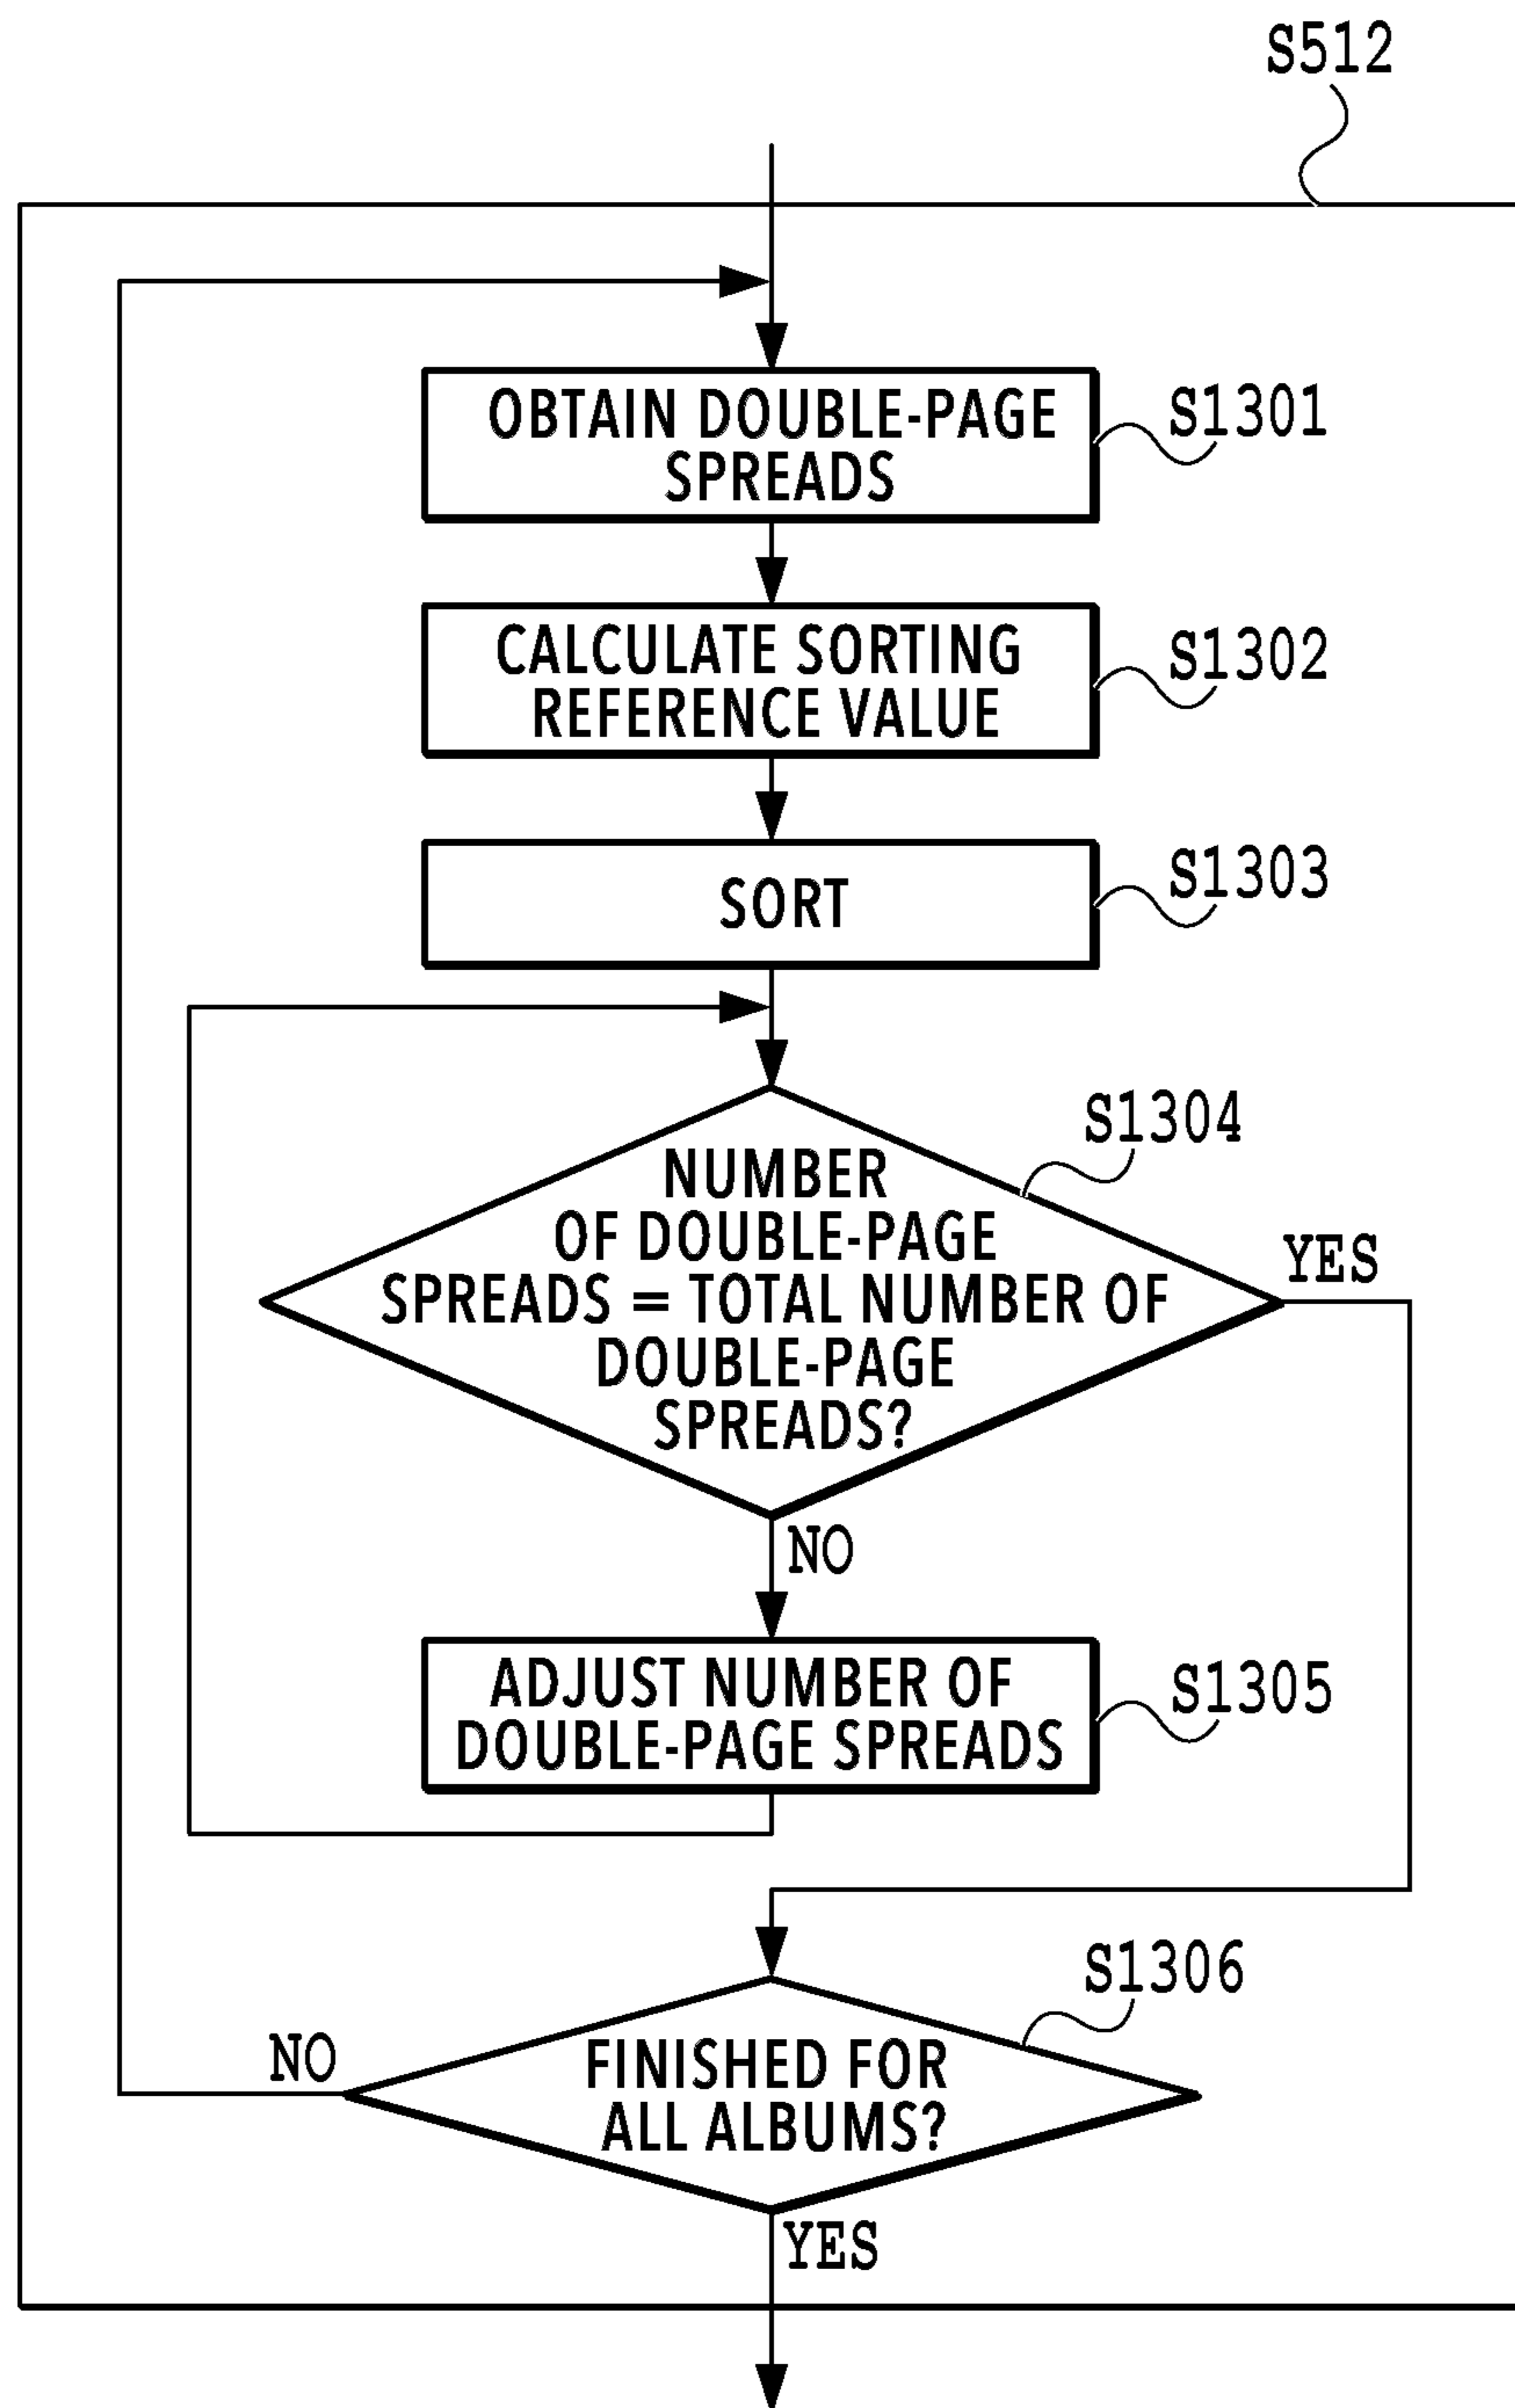 S512
OBTAIN DOUBLE-PAGE
SPREADS
S1301
CALCULATE SORTING
REFERENCE VALUE
S1302
SORT
S1303
S1304
NUMBER
OF DOUBLE-PAGE
SPREADS = TOTAL NUMBER OF
DOUBLE-PAGE
SPREADS?
YES
NO
ADJUST NUMBER OF
DOUBLE-PAGE SPREADS
S1305
S1306
FINISHED FOR
ALL ALBUMS?
NO
YES